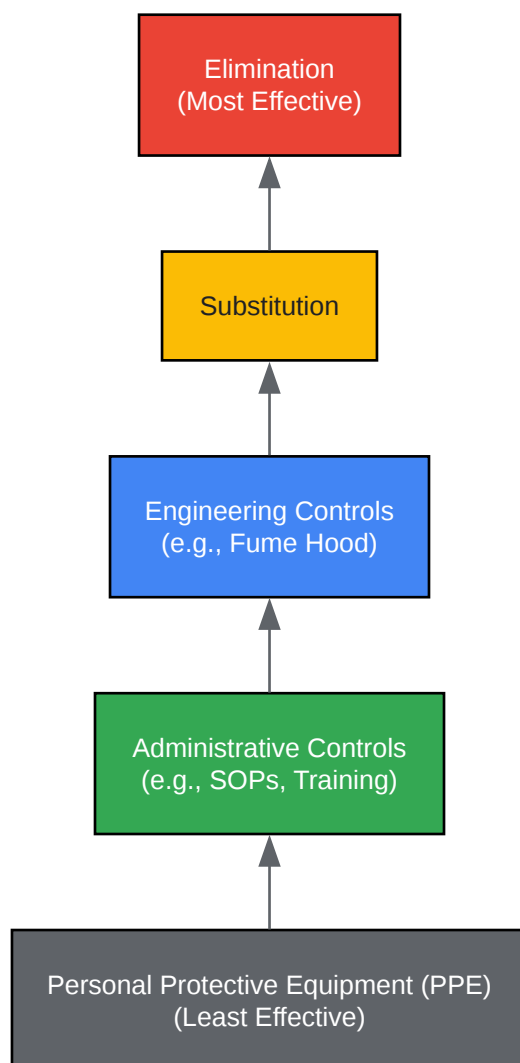 Elimination
(Most Effective)
Substitution
Engineering Controls
(e.g., Fume Hood)
Administrative Controls
(e.g., SOPs, Training)
Personal Protective Equipment (PPE)
(Least Effective)